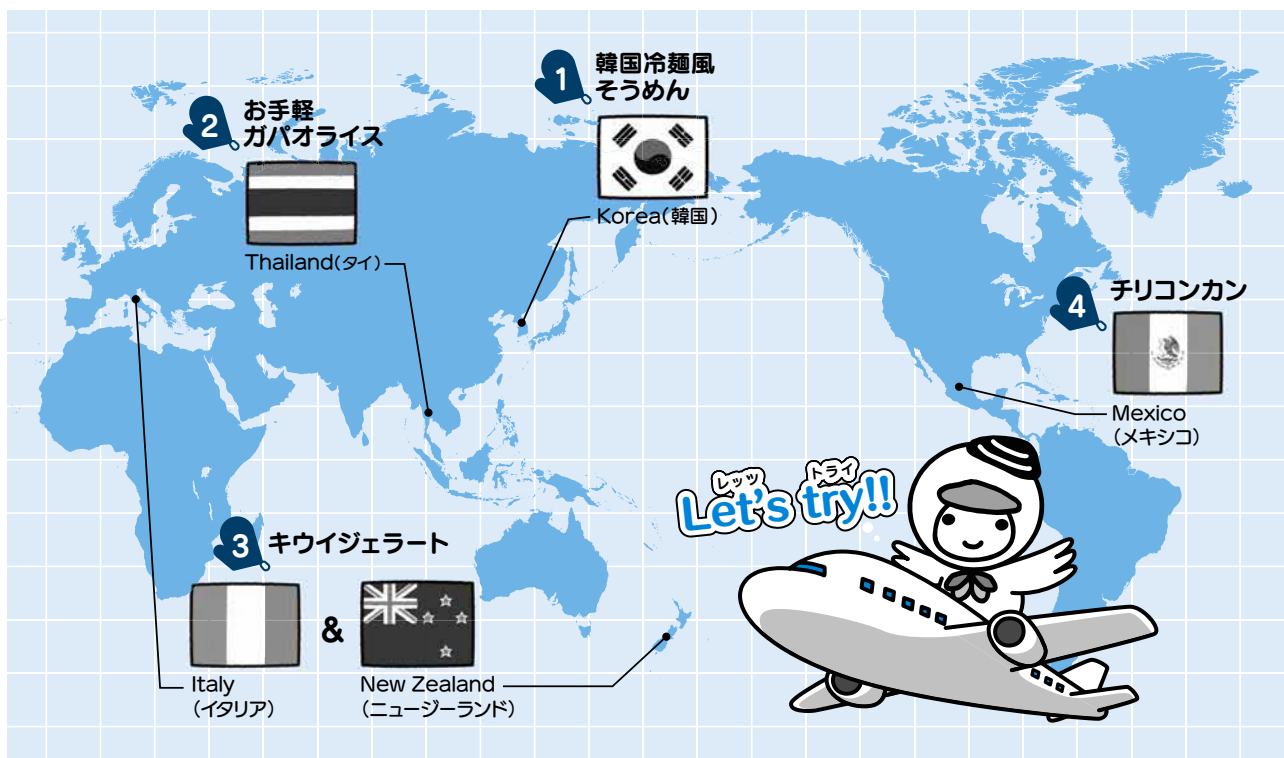 1
韓国冷麺風
そうめん
Korea(韓国)
2
お手軽
ガパオライス
Thailand(タイ)
3
キウイジェラート
&
Italy
(イタリア)
New Zealand
(ニュージーランド)
4
チリコンカン
Mexico
(メキシコ)
レッツ トライ
Let's try!!